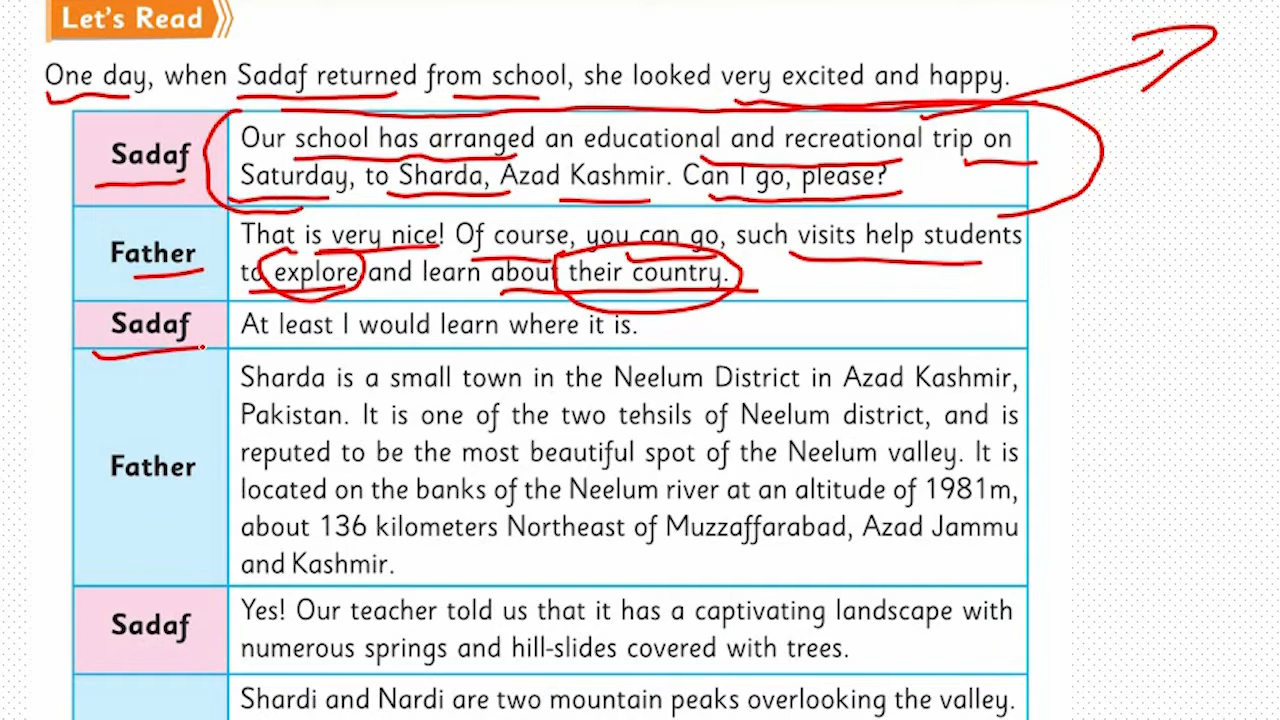 Let's Read
One day, when Sadaf returned from school, she looked very excited and happy.
Sadaf
Our school has arranged an educational and recreational trip on
Saturday, to Sharda, Azad Kashmir. Can I go, please?
Father
That is very nice! Of course, you can go, such visits help students
to explore and learn about their country.
Sadaf
At least I would learn where it is.
Father
Sharda is a small town in the Neelum District in Azad Kashmir,
Pakistan. It is one of the two tehsils of Neelum district, and is
reputed to be the most beautiful spot of the Neelum valley. It is
located on the banks of the Neelum river at an altitude of 1981m,
about 136 kilometers Northeast of Muzzaffarabad, Azad Jammu
and Kashmir.
Sadaf
Yes! Our teacher told us that it has a captivating landscape with
numerous springs and hill-slides covered with trees.
Shardi and Nardi are two mountain peaks overlooking the valley.